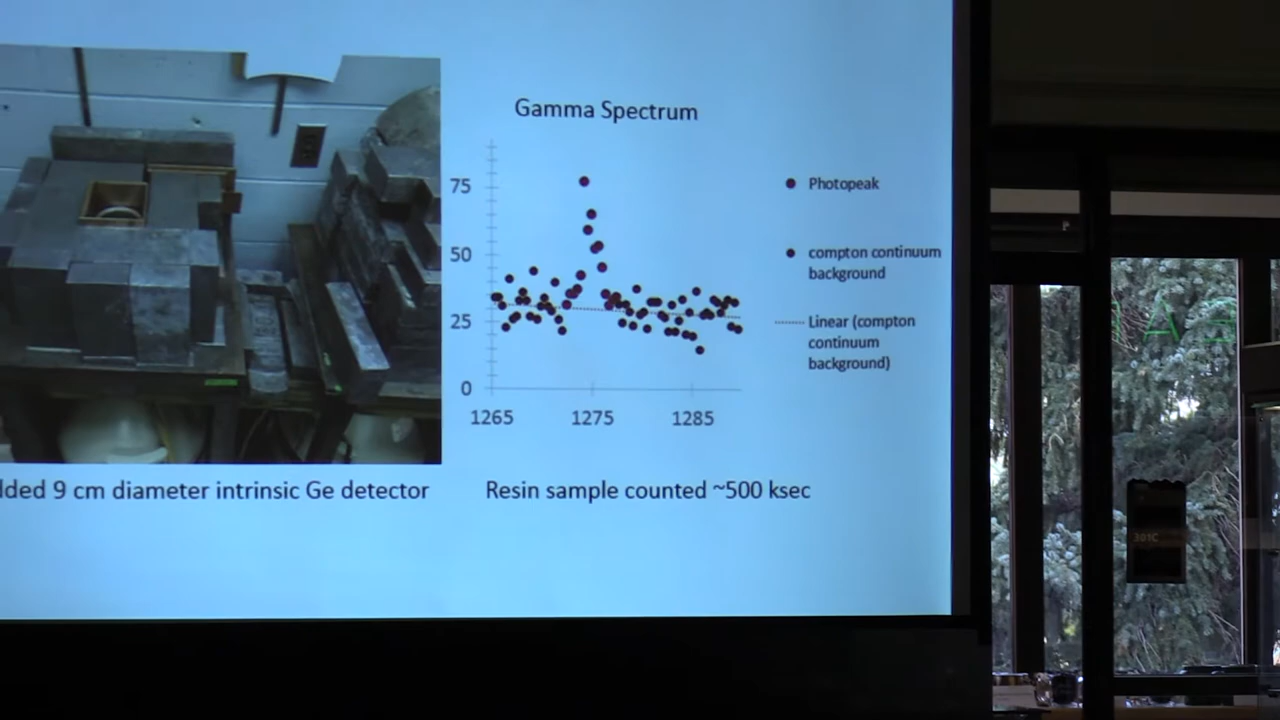 Gamma Spectrum
75
50
25
0
1265 1275 1285
Photopeak
compton continuum
background
Linear (compton
continuum
background)
9 cm diameter intrinsic Ge detector
Resin sample counted ~500 ksec
301C